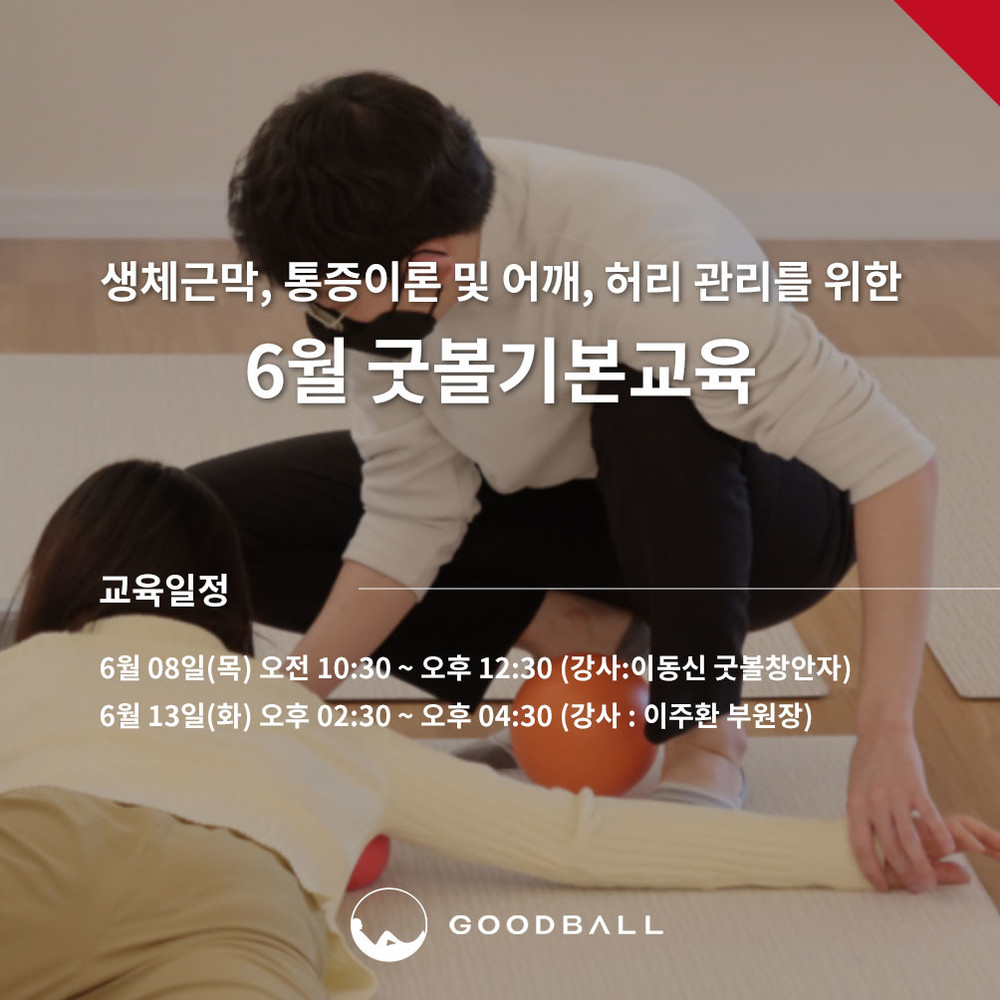 생체근막, 통증이론 및 어깨, 허리 관리를 위한
6월 굿볼기본교육
교육일정
6월 08일(목) 오전 10:30 ~ 오후 12:30 (강사:이동신 굿볼창안자)
6월 13일(화) 오후 02:30 ~ 오후 04:30 (강사 : 이주환 부원장)
GOODBALL